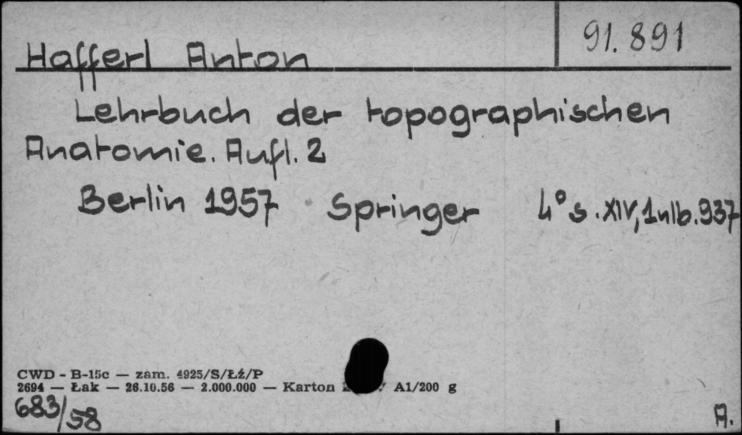 91.891
Hafferl Anton
Lehrbuch der topographischen
Anatomie. Aufl. 2
Berlin 1957 Springer 4° s. XIV, 1nlb. 937
CWD - B-15c — zam. 4925/S/Łż/P
2694 — Łak — 26.10.56 — 2.000.000 — Karton A1/200 g
683/58
A.